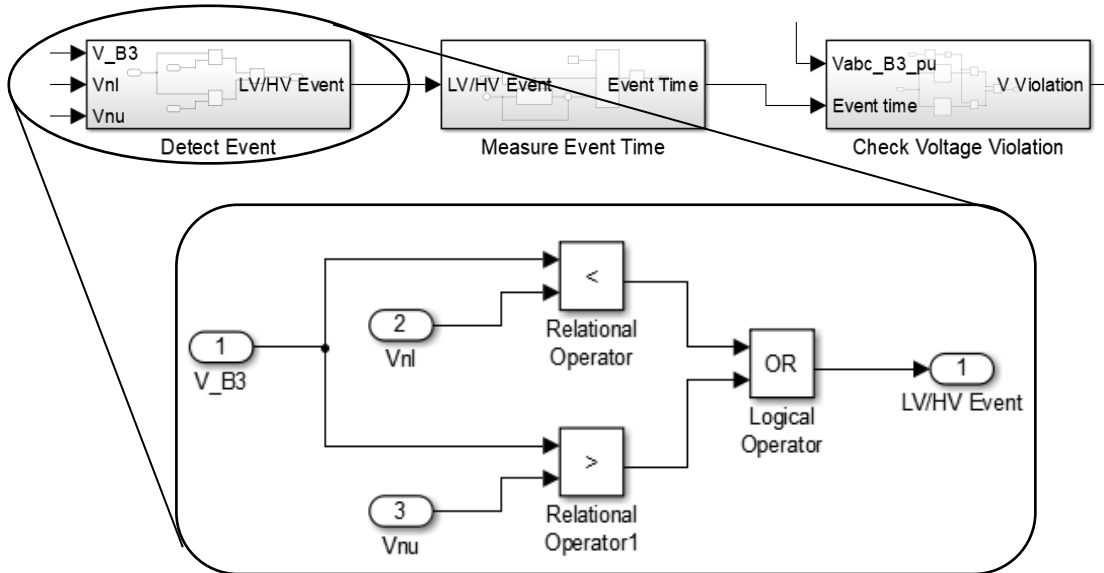 V_B3
Vnl
Vnu
LV/HV Event
Detect Event
LV/HV Event
Event Time
Measure Event Time
Vabc_B3_pu
Event time
V Violation
Check Voltage Violation
1
V_B3
2
Vnl
3
Vnu
<
Relational
Operator
>
Relational
Operator1
OR
Logical
Operator
1
LV/HV Event